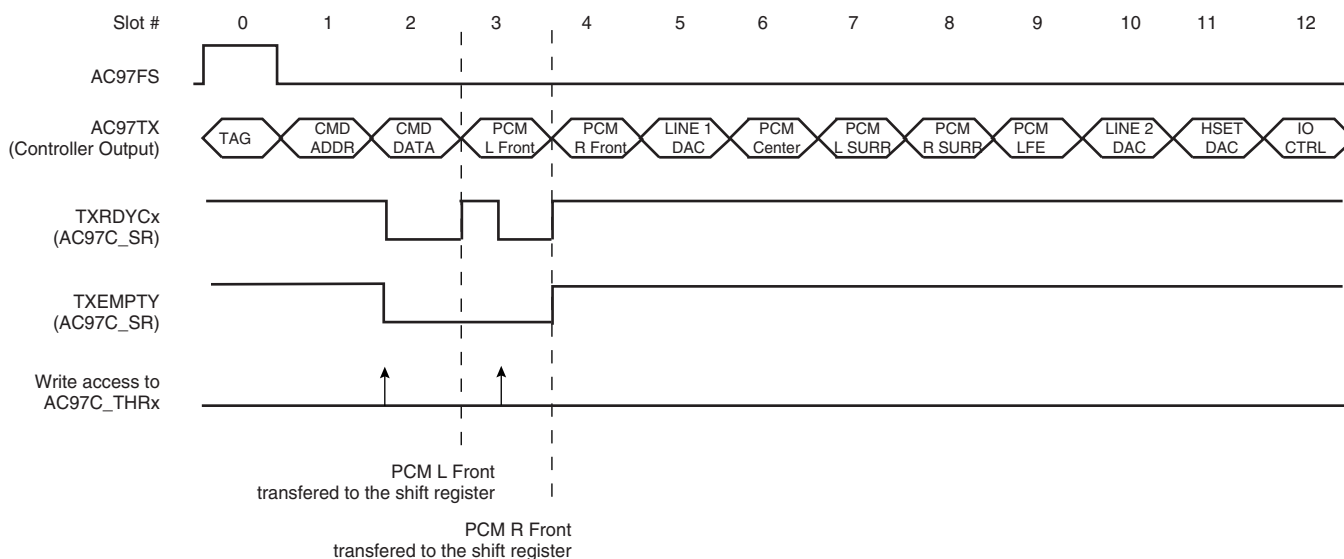 Slot # 0 1 2 3 4 5 6 7 8 9 10 11 12
AC97FS
AC97TX
(Controller Output)
TAG
CMD
ADDR
CMD
DATA
PCM
L Front
PCM
R Front
LINE 1
DAC
PCM
Center
PCM
L SURR
PCM
R SURR
PCM
LFE
LINE 2
DAC
HSET
DAC
IO
CTRL
TXRDYCx
(AC97C_SR)
TXEMPTY
(AC97C_SR)
Write access to
AC97C_THRx
PCM L Front
transfered to the shift register
PCM R Front
transfered to the shift register